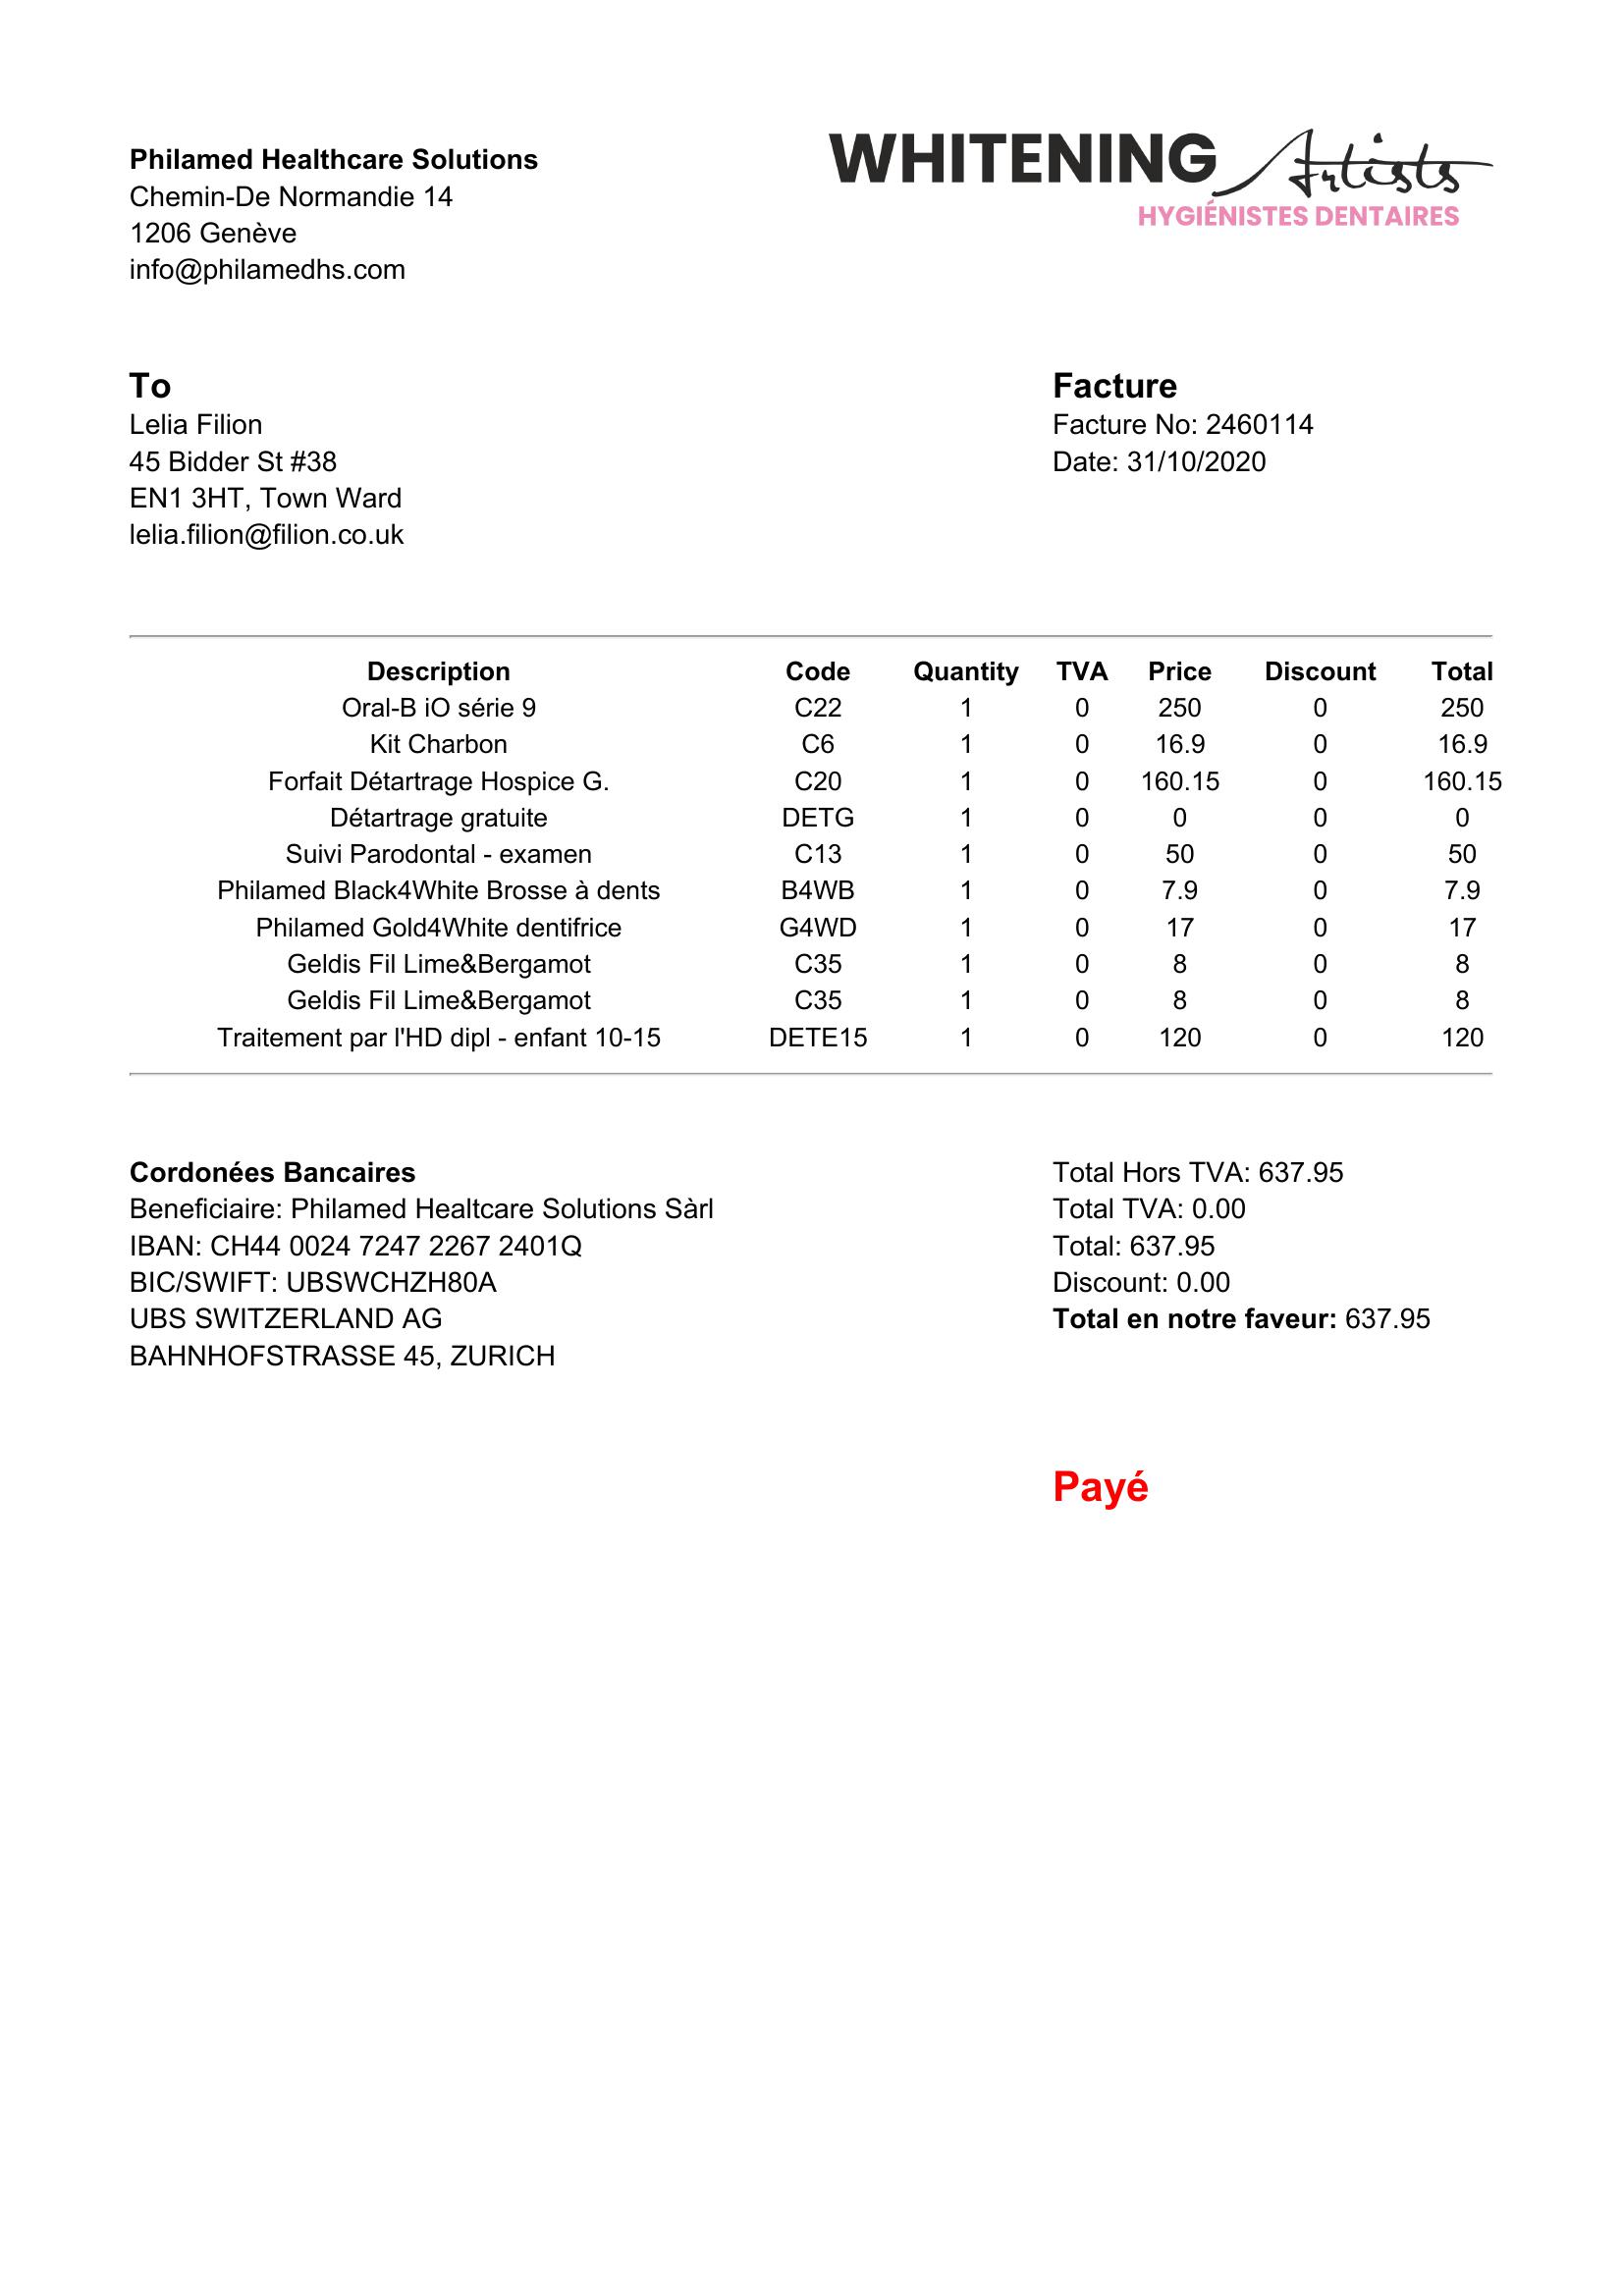 Philamed Healthcare Solutions
Chemin-De Normandie 14
1206 Genève
info@philamedhs.com
WHITENING Artists
HYGIÉNISTES DENTAIRES
To
Lelia Filion
45 Bidder St #38
EN1 3HT, Town Ward
lelia.filion@filion.co.uk
Facture
Facture No: 2460114
Date: 31/10/2020
Description Code Quantity TVA Price Discount Total
Oral-B iO série 9 C22 1 0 250 0 250
Kit Charbon C6 1 0 16.9 0 16.9
Forfait Détartrage Hospice G. C20 1 0 160.15 0 160.15
Détartrage gratuite DETG 1 0 0 0 0
Suivi Parodontal - examen C13 1 0 50 0 50
Philamed Black4White Brosse à dents B4WB 1 0 7.9 0 7.9
Philamed Gold4White dentifrice G4WD 1 0 17 0 17
Geldis Fil Lime&Bergamot C35 1 0 8 0 8
Geldis Fil Lime&Bergamot C35 1 0 8 0 8
Traitement par l'HD dipl - enfant 10-15 DETE15 1 0 120 0 120
Cordonées Bancaires
Beneficiaire: Philamed Healtcare Solutions Sàrl
IBAN: CH44 0024 7247 2267 2401Q
BIC/SWIFT: UBSWCHZH80A
UBS SWITZERLAND AG
BAHNHOFSTRASSE 45, ZURICH
Total Hors TVA: 637.95
Total TVA: 0.00
Total: 637.95
Discount: 0.00
Total en notre faveur: 637.95
Payé